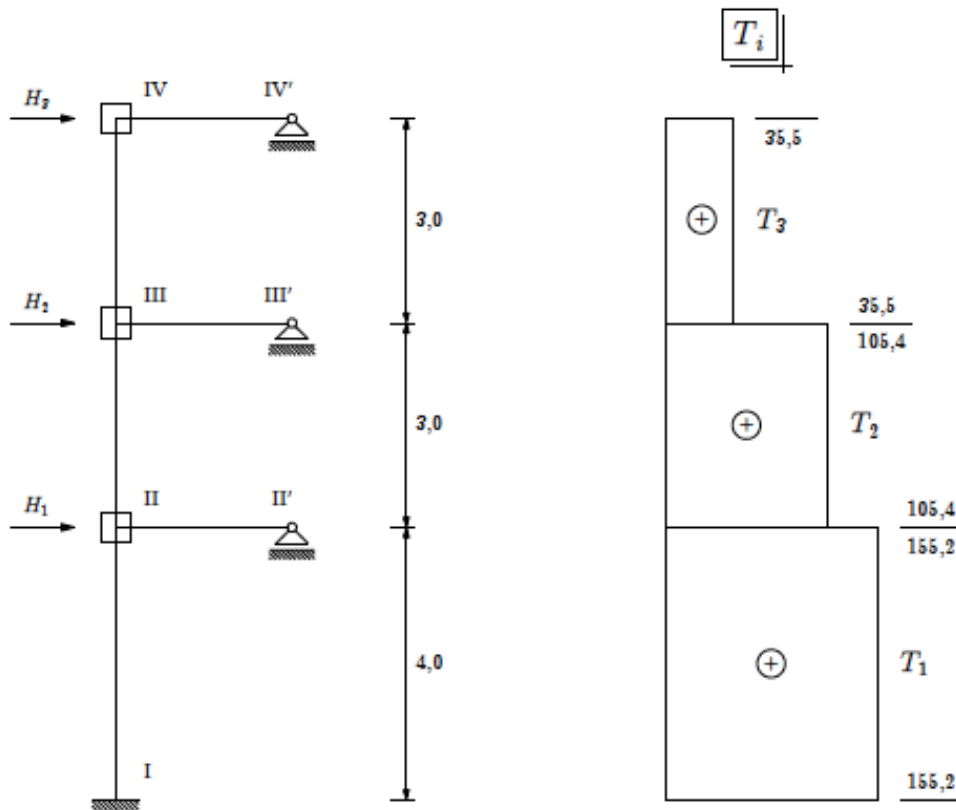 T_i
H_3
IV
IV'
35,5
3,0
T_3
H_2
III
III'
35,5
105,4
3,0
T_2
H_1
II
II'
105,4
155,2
4,0
T_1
I
155,2